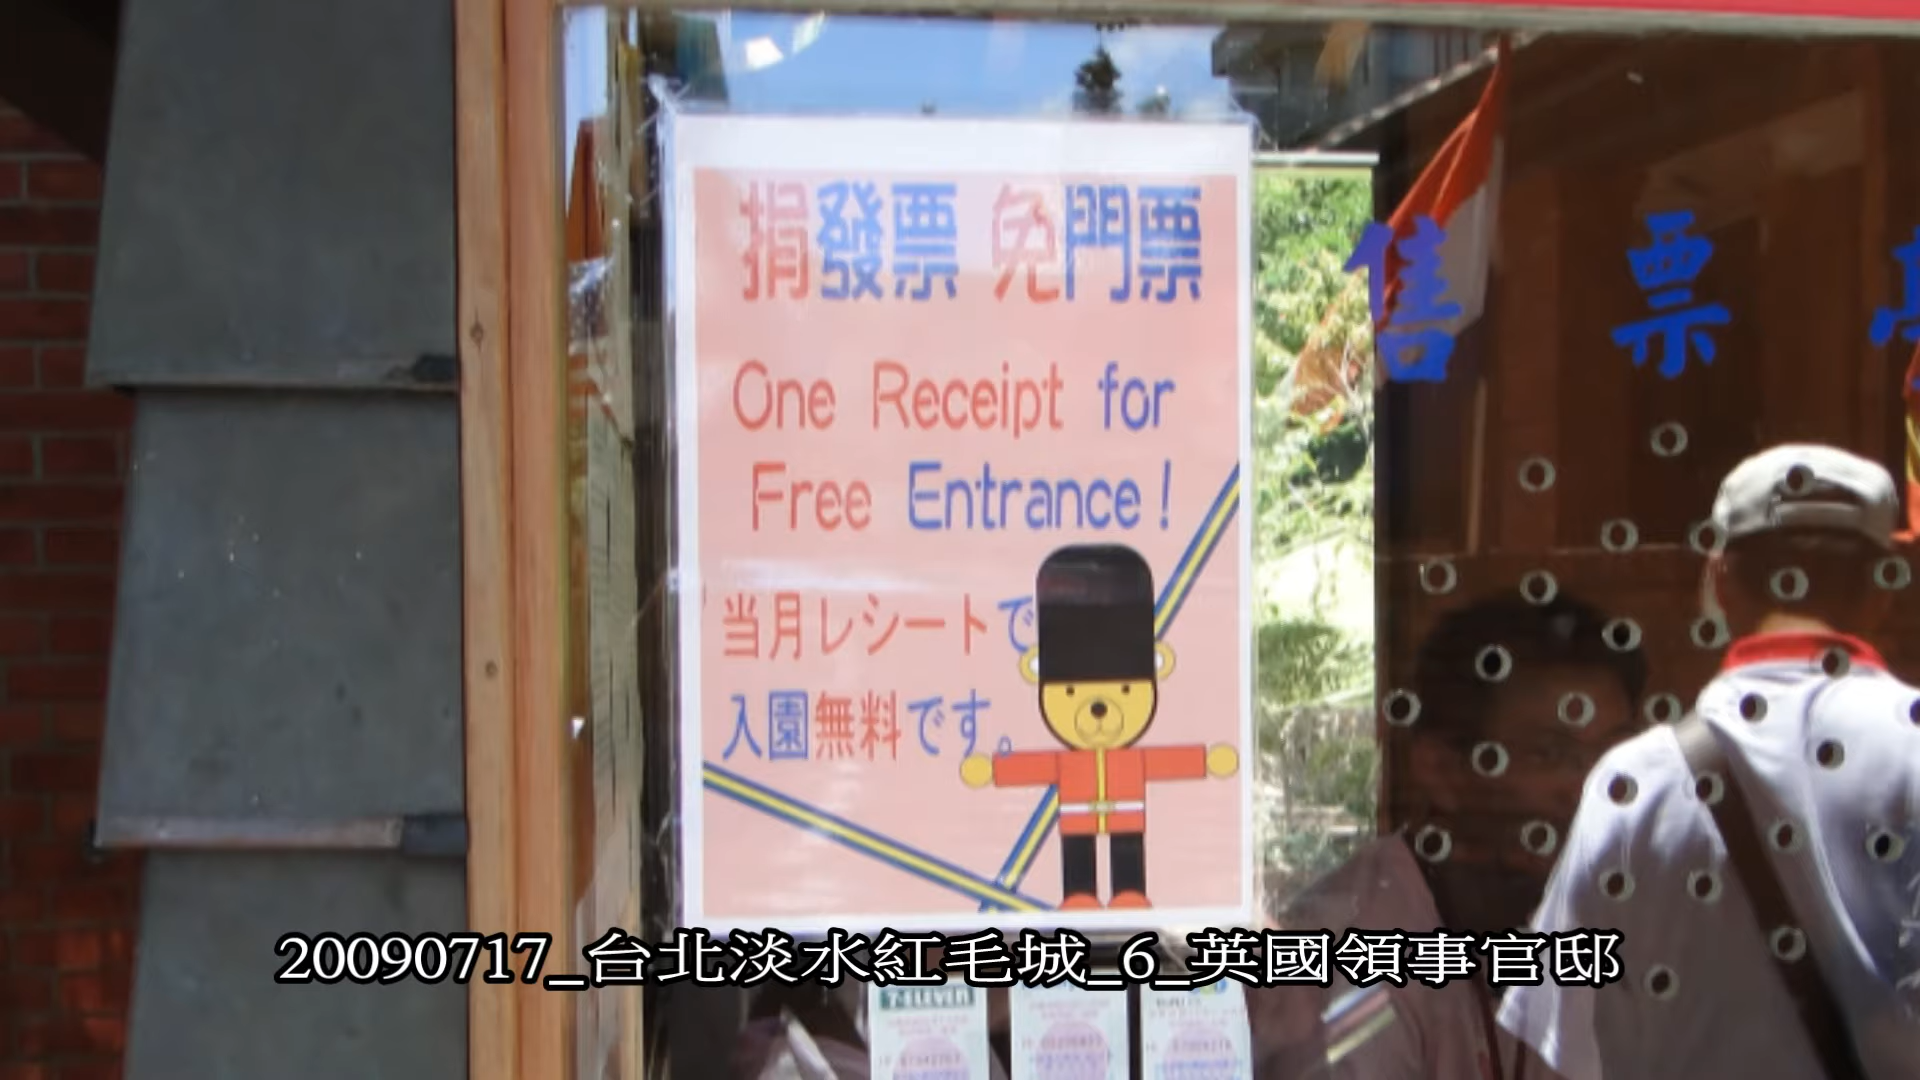 捐發票 免門票
One Receipt for
Free Entrance!
当月レシートで
入園無料です。
售票
20090717_台北淡水紅毛城_6_英國領事官邸
7-ELEVEN